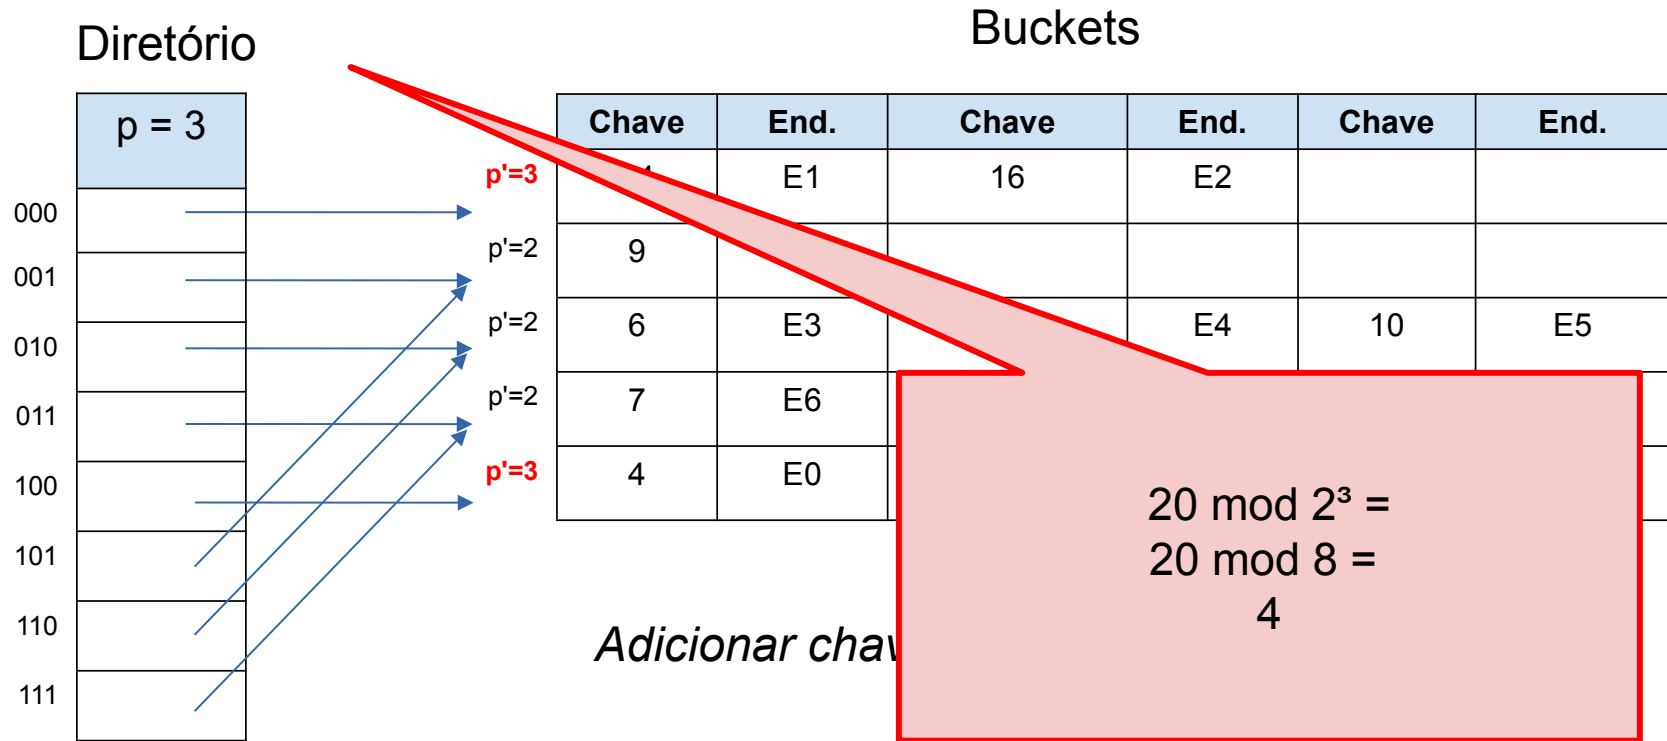 Diretório
Buckets
p = 3
000
001
010
011
100
101
110
111
Chave End. Chave End. Chave End.
p'=3 E1 16 E2
p'=2 9
p'=2 6 E3 E4 10 E5
p'=2 7 E6
p'=3 4 E0
Adicionar
20 mod 2³ =
20 mod 8 =
4